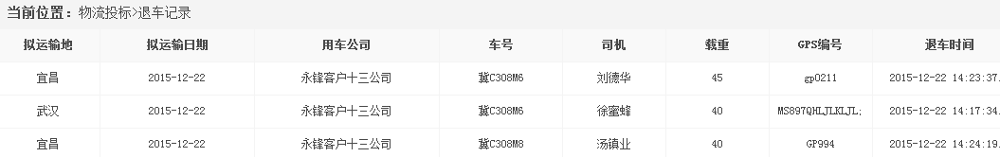 当前位置：物流投标>退车记录
拟运输地 拟运输日期 用车公司 车号 司机 载重 GPS编号 退车时间
宜昌 2015-12-22 永锋客户十三公司 冀C308M6 刘德华 45 gp0211 2015-12-22 14:23:37.
武汉 2015-12-22 永锋客户十三公司 冀C308M6 徐蜜蜂 40 MS897QHLJLKLJL; 2015-12-22 14:17:34.
宜昌 2015-12-22 永锋客户十三公司 冀C308M8 汤镇业 40 GP994 2015-12-22 14:24:19.